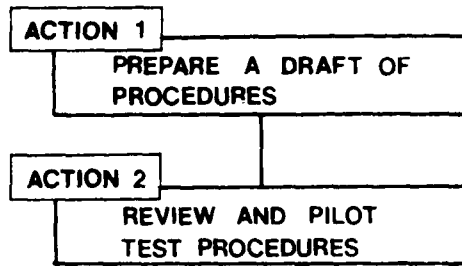 ACTION 1
PREPARE A DRAFT OF
PROCEDURES
ACTION 2
REVIEW AND PILOT
TEST PROCEDURES